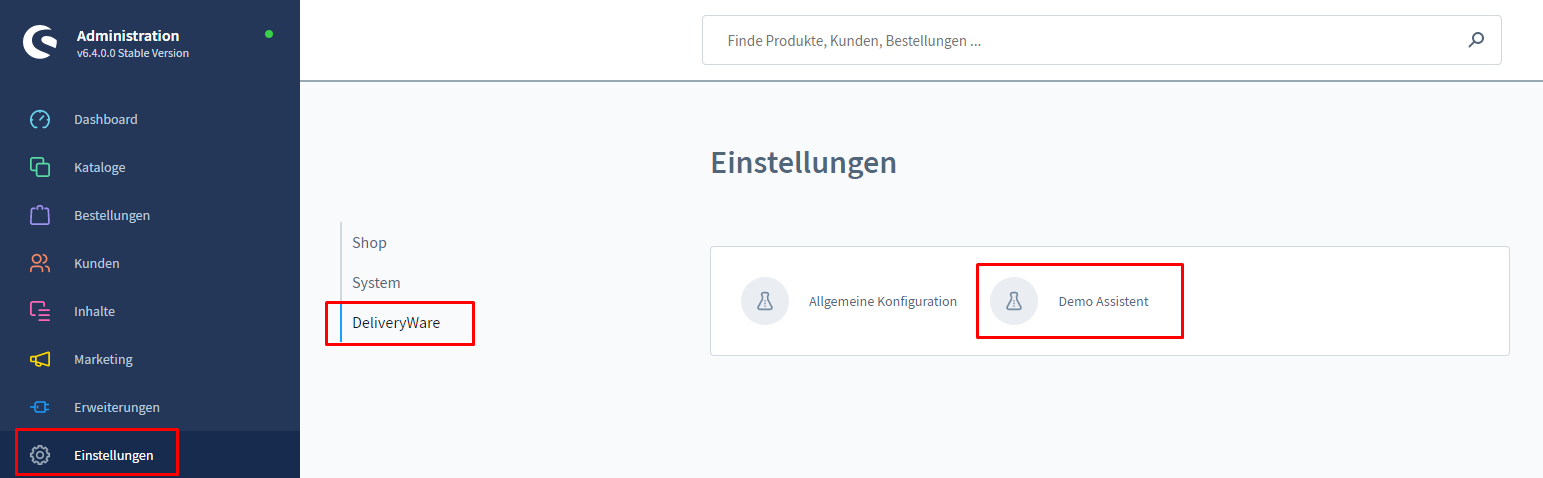 Administration
v6.4.0.0 Stable Version
Finde Produkte, Kunden, Bestellungen ...
Dashboard
Kataloge
Bestellungen
Kunden
Inhalte
Marketing
Erweiterungen
Einstellungen
Einstellungen
Shop
System
DeliveryWare
Allgemeine Konfiguration
Demo Assistent